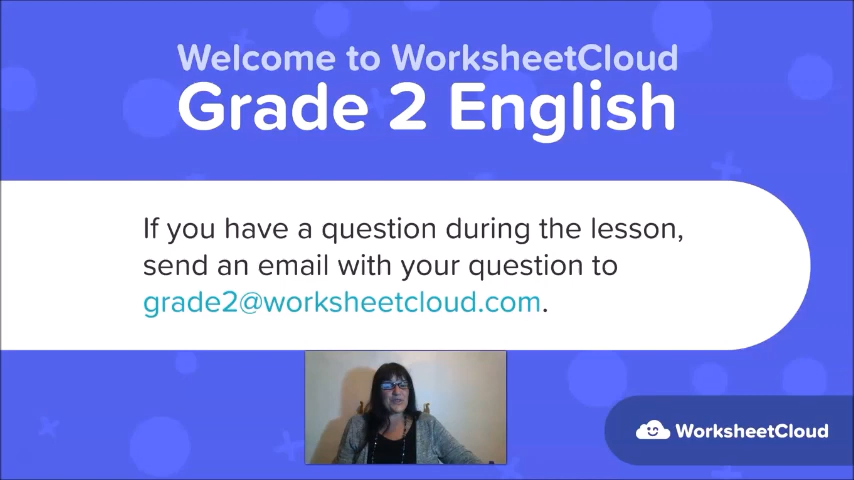 Welcome to WorksheetCloud
Grade 2 English
If you have a question during the lesson,
send an email with your question to
grade2@worksheetcloud.com.
WorksheetCloud